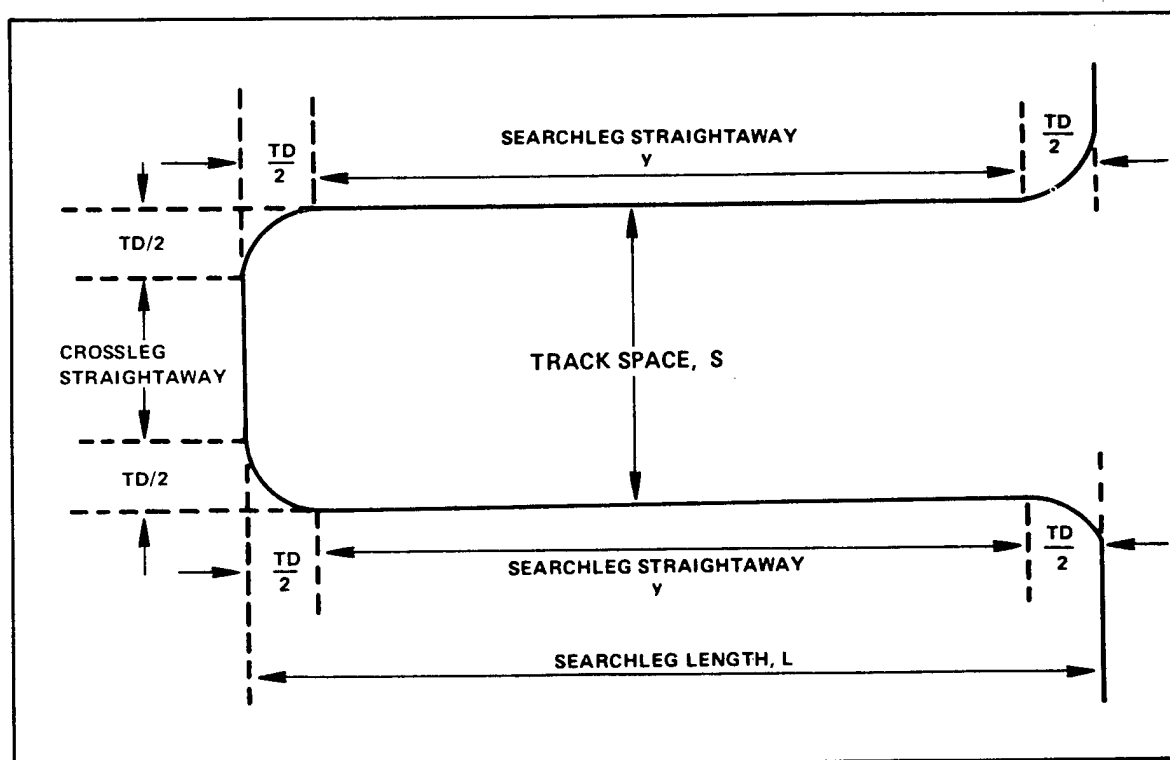 SEARCHLEG STRAIGHTAWAY
y
TD
2
TD
2
TD/2
CROSSLEG
STRAIGHTAWAY
TRACK SPACE, S
TD/2
TD
2
SEARCHLEG STRAIGHTAWAY
y
TD
2
SEARCHLEG LENGTH, L